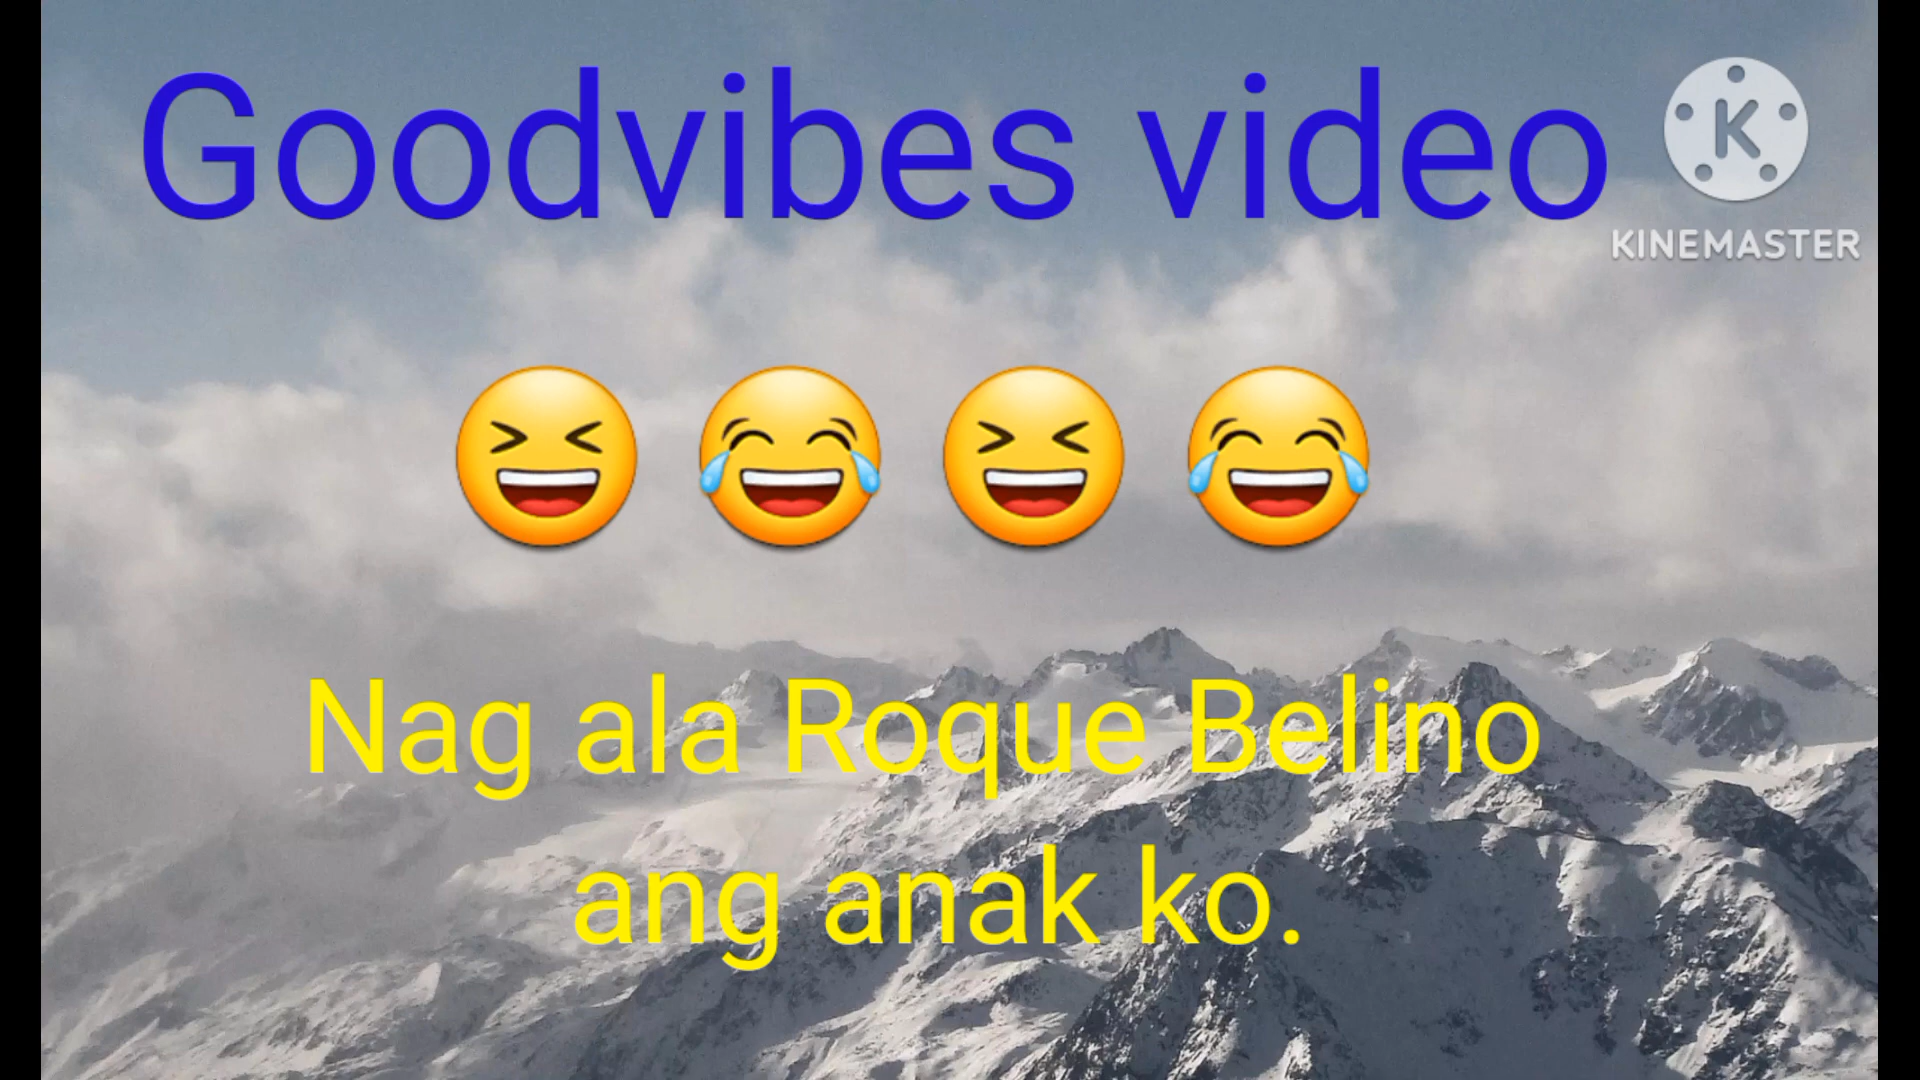 Goodvibes video
K
KINEMASTER
😆😂😆😂
Nag ala Roque Belino
ang anak ko.